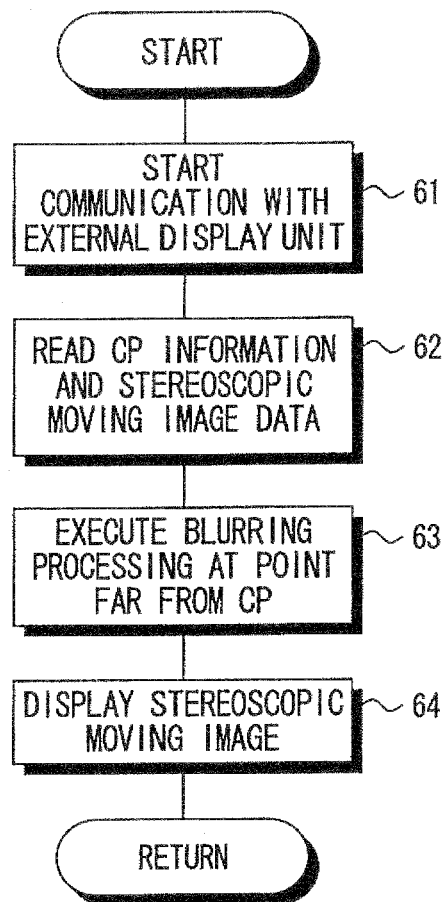 START
START
COMMUNICATION WITH
EXTERNAL DISPLAY UNIT
61
READ CP INFORMATION
AND STEREOSCOPIC
MOVING IMAGE DATA
62
EXECUTE BLURRING
PROCESSING AT POINT
FAR FROM CP
63
DISPLAY STEREOSCOPIC
MOVING IMAGE
64
RETURN